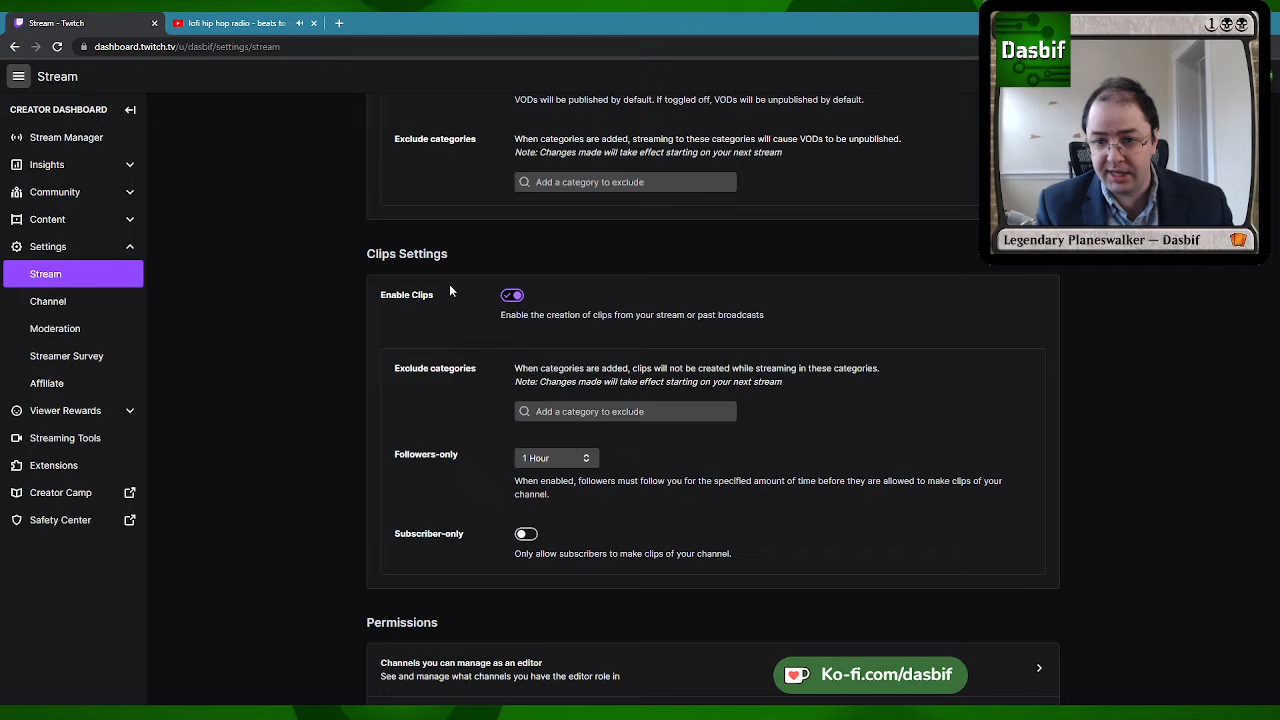 Stream - Twitch
lofi hip hop radio - beats to
dashboard.twitch.tv/u/dasbif/settings/stream
Stream
1
Dasbif
Legendary Planeswalker — Dasbif
CREATOR DASHBOARD
Stream Manager
Insights
Community
Content
Settings
Stream
Channel
Moderation
Streamer Survey
Affiliate
Viewer Rewards
Streaming Tools
Extensions
Creator Camp
Safety Center
VODs will be published by default. If toggled off, VODs will be unpublished by default.
Exclude categories
When categories are added, streaming to these categories will cause VODs to be unpublished.
Note: Changes made will take effect starting on your next stream
Add a category to exclude
Clips Settings
Enable Clips
Enable the creation of clips from your stream or past broadcasts
Exclude categories
When categories are added, clips will not be created while streaming in these categories.
Note: Changes made will take effect starting on your next stream
Add a category to exclude
Followers-only
1 Hour
When enabled, followers must follow you for the specified amount of time before they are allowed to make clips of your
channel.
Subscriber-only
Only allow subscribers to make clips of your channel.
Permissions
Channels you can manage as an editor
See and manage what channels you have the editor role in
Ko-fi.com/dasbif